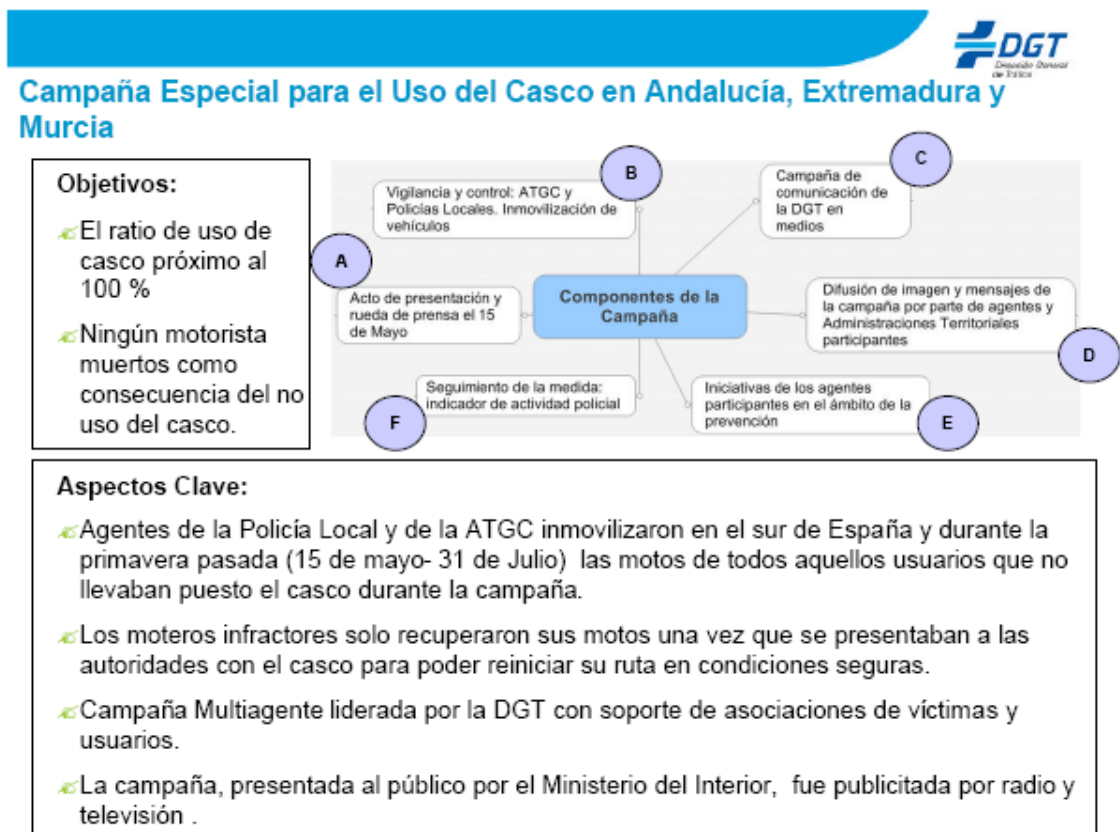 DGT
Dirección General
de Tráfico
Campaña Especial para el Uso del Casco en Andalucía, Extremadura y
Murcia
Objetivos:
El ratio de uso de
casco próximo al
100 %
Ningún motorista
muertos como
consecuencia del no
uso del casco.
A
Acto de presentación y
rueda de prensa el 15
de Mayo
B
Vigilancia y control: ATGC y
Policías Locales. Inmovilización de
vehículos
C
Campaña de
comunicación de
la DGT en
medios
Componentes de la
Campaña
Difusión de imagen y mensajes de
la campaña por parte de agentes y
Administraciones Territoriales
participantes
D
Iniciativas de los agentes
participantes en el ámbito de la
prevención
E
Seguimiento de la medida:
indicador de actividad policial
F
Aspectos Clave:
Agentes de la Policía Local y de la ATGC inmovilizaron en el sur de España y durante la
primavera pasada (15 de mayo- 31 de Julio) las motos de todos aquellos usuarios que no
llevaban puesto el casco durante la campaña.
Los moteros infractores solo recuperaron sus motos una vez que se presentaban a las
autoridades con el casco para poder reiniciar su ruta en condiciones seguras.
Campaña Multiagente liderada por la DGT con soporte de asociaciones de víctimas y
usuarios.
La campaña, presentada al público por el Ministerio del Interior, fue publicitada por radio y
televisión .